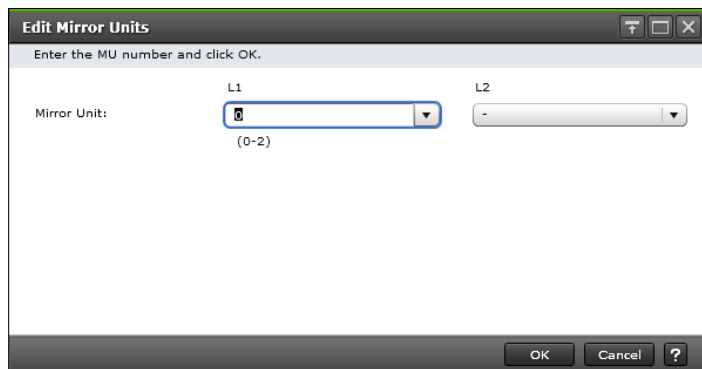 Edit Mirror Units
Enter the MU number and click OK.
L1 L2
Mirror Unit: 0 -
(0-2)
OK Cancel ?